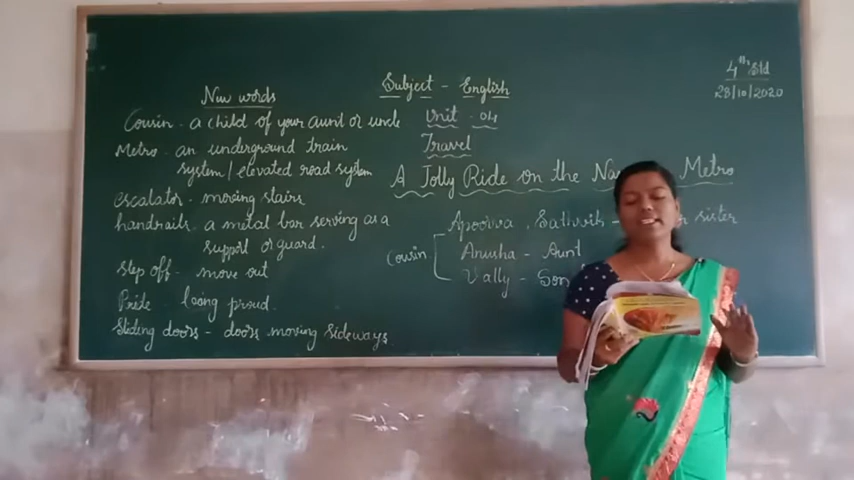 4th Std
28/10/2020
Subject - English
New words
Unit - 04
Cousin - a child of your aunt or uncle
Travel
Metro - an underground train
system/elevated road system
A Jolly Ride on the Metro
escalator - moving stairs
handrails - a metal bar serving as a
support or guard.
Apoorva, Sathvik - sister
cousin
Anusha - Aunt
Vally - Son
step off - move out
Pride - being proud.
Sliding doors - doors moving sideways